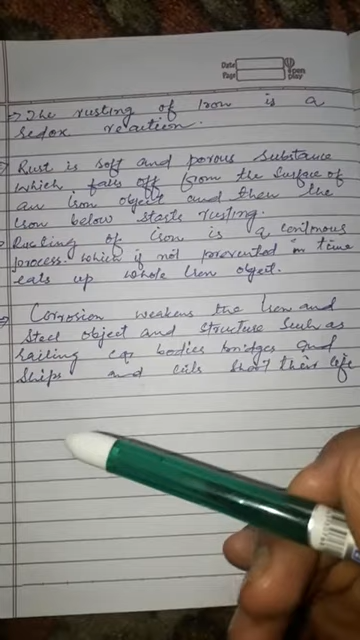 Date
Page
open play
→ The rusting of Iron is a
redox reaction.
→ Rust is soft and porous substance
which falls off from the surface of
an Iron object and then the
Iron below starts rusting.
Rusting of iron is a continous
process which if not prevented in time
eats up whole Iron object.
→ Corrosion weakens the Iron and
steel object and structure such as
railing car bodies bridges and
ships and cuts short their life